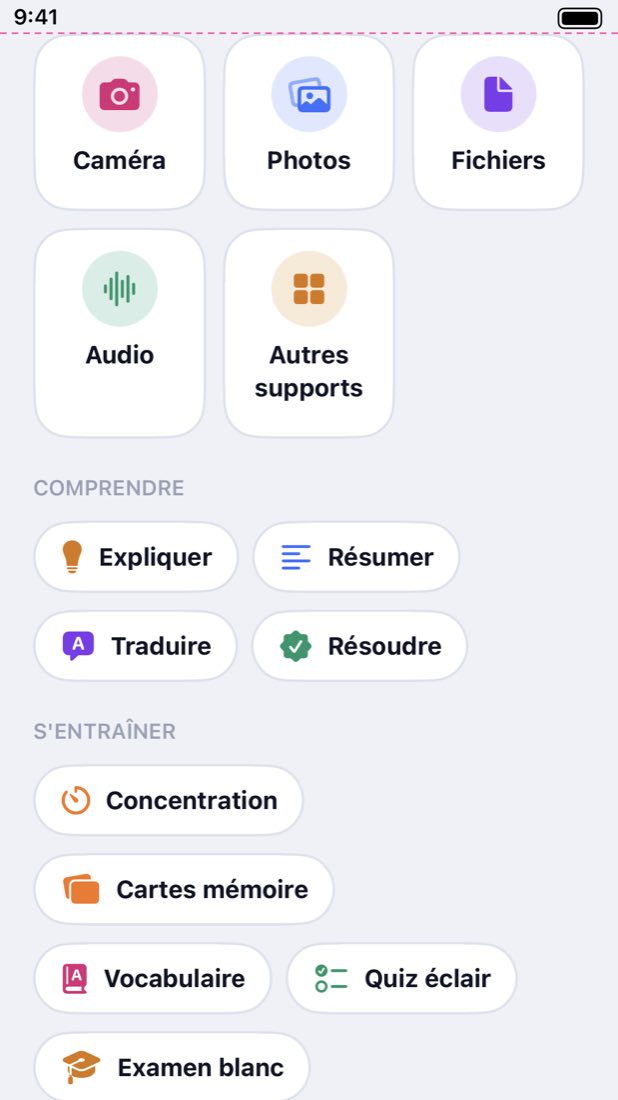 9:41
Caméra
Photos
Fichiers
Audio
Autres
supports
COMPRENDRE
Expliquer
Résumer
A
Traduire
Résoudre
S'ENTRAÎNER
Concentration
Cartes mémoire
A
Vocabulaire
Quiz éclair
Examen blanc